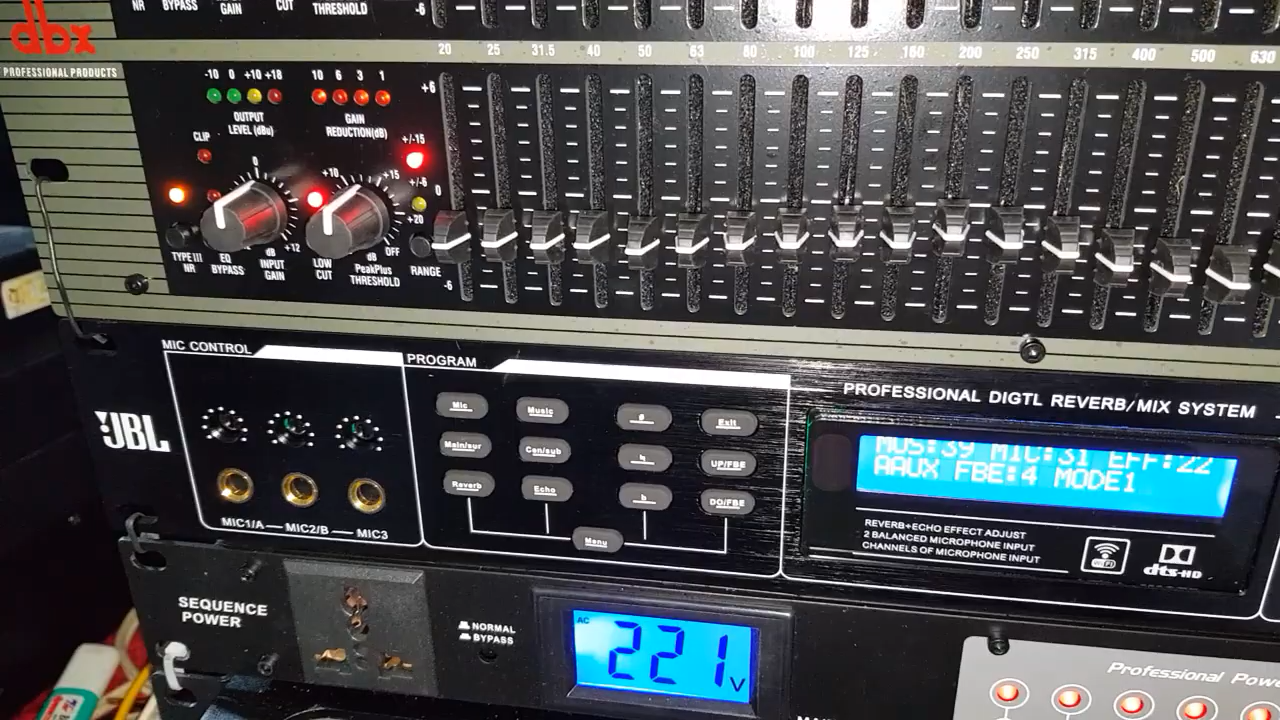 NR BYPASS GAIN CUT THRESHOLD -6
dbx
PROFESSIONAL PRODUCTS
20 25 31.5 40 50 63 80 100 125 160 200 250 315 400 500 630
-10 0 +10 +18
10 6 3 1
+6
OUTPUT
LEVEL (dBu)
GAIN
REDUCTION(dB)
CLIP
+/-15
+/-6
0
0
+10
+15
+20
+12
OFF
TYPE III
NR
EQ
BYPASS
dB
INPUT
GAIN
LOW
CUT
dB
PeakPlus
THRESHOLD
RANGE
-6
MIC CONTROL
PROGRAM
PROFESSIONAL DIGTL REVERB/MIX SYSTEM
JBL
Mic
Music
Exit
Main/sur
Cen/sub
UP/FBE
Reverb
Echo
DO/FBE
Menu
MUS:39 MIC:31 EFF:22
AAUX FBE:4 MODE1
MIC1/A MIC2/B MIC3
REVERB+ECHO EFFECT ADJUST
2 BALANCED MICROPHONE INPUT
CHANNELS OF MICROPHONE INPUT
WiFi
dts-HD
SEQUENCE
POWER
NORMAL
BYPASS
AC
221 V
Professional Powe